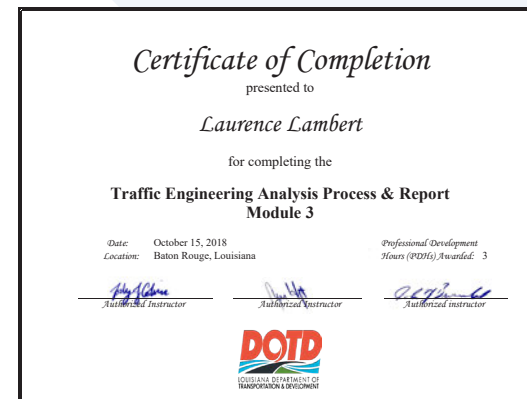 Certificate of Completion
presented to
Laurence Lambert
for completing the
Traffic Engineering Analysis Process & Report
Module 3
Date: October 15, 2018
Location: Baton Rouge, Louisiana
Professional Development
Hours (PDHs) Awarded: 3
Authorized Instructor
Authorized Instructor
Authorized instructor
DOTD
LOUISIANA DEPARTMENT OF
TRANSPORTATION & DEVELOPMENT